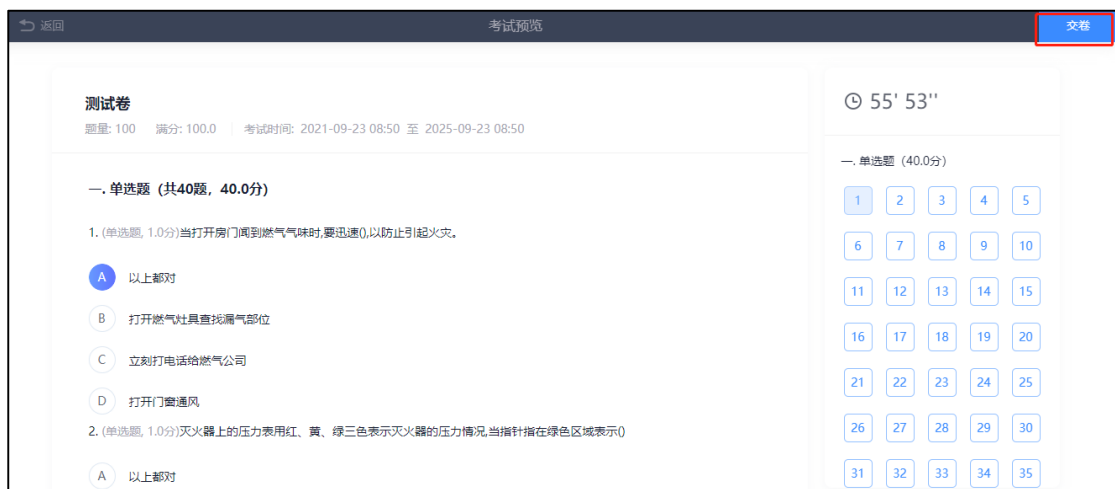 返回 考试预览 交卷
测试卷
题量: 100 满分: 100.0 考试时间: 2021-09-23 08:50 至 2025-09-23 08:50
一. 单选题（共40题，40.0分）
1. (单选题, 1.0分)当打开房门闻到燃气气味时,要迅速(),以防止引起火灾。
A 以上都对
B 打开燃气灶具查找漏气部位
C 立刻打电话给燃气公司
D 打开门窗通风
2. (单选题, 1.0分)灭火器上的压力表用红、黄、绿三色表示灭火器的压力情况,当指针指在绿色区域表示()
A 以上都对
55' 53''
一. 单选题（40.0分）
1 2 3 4 5
6 7 8 9 10
11 12 13 14 15
16 17 18 19 20
21 22 23 24 25
26 27 28 29 30
31 32 33 34 35